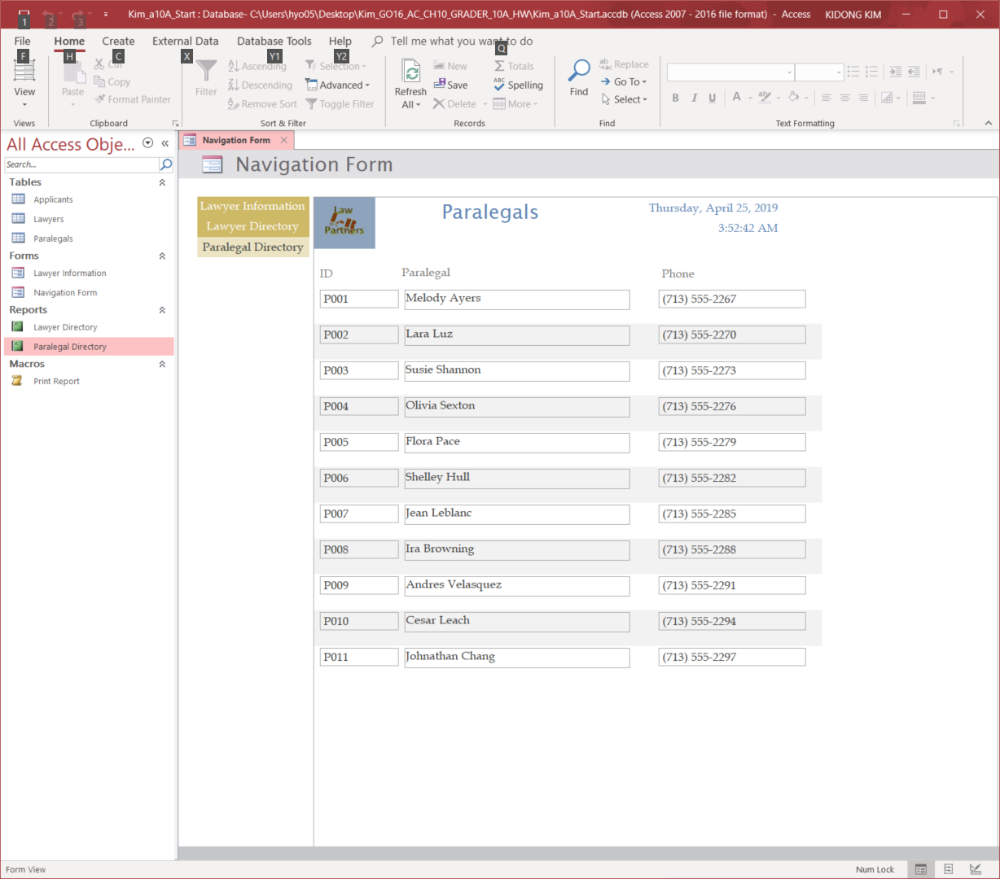 Kim_a10A_Start : Database- C:\Users\hyo05\Desktop\Kim_GO16_AC_CH10_GRADER_10A_HW\Kim_a10A_Start.accdb (Access 2007 - 2016 file format) - Access KIDONG KIM
1 2 3
File Home Create External Data Database Tools Help Tell me what you want to do
F H C X Y1 Y2 Q
View
Views
Paste
Cut
Copy
Format Painter
Clipboard
Filter
Ascending
Descending
Remove Sort
Selection
Advanced
Toggle Filter
Sort & Filter
Refresh
All
New
Save
Delete
Totals
Spelling
More
Records
Find
Replace
Go To
Select
Find
B I U A
Text Formatting
All Access Obje...
Search...
Tables
Applicants
Lawyers
Paralegals
Forms
Lawyer Information
Navigation Form
Reports
Lawyer Directory
Paralegal Directory
Macros
Print Report
Navigation Form
Navigation Form
Lawyer Information
Lawyer Directory
Paralegal Directory
Law
Partners
Paralegals
Thursday, April 25, 2019
3:52:42 AM
ID Paralegal Phone
P001 Melody Ayers (713) 555-2267
P002 Lara Luz (713) 555-2270
P003 Susie Shannon (713) 555-2273
P004 Olivia Sexton (713) 555-2276
P005 Flora Pace (713) 555-2279
P006 Shelley Hull (713) 555-2282
P007 Jean Leblanc (713) 555-2285
P008 Ira Browning (713) 555-2288
P009 Andres Velasquez (713) 555-2291
P010 Cesar Leach (713) 555-2294
P011 Johnathan Chang (713) 555-2297
Form View Num Lock